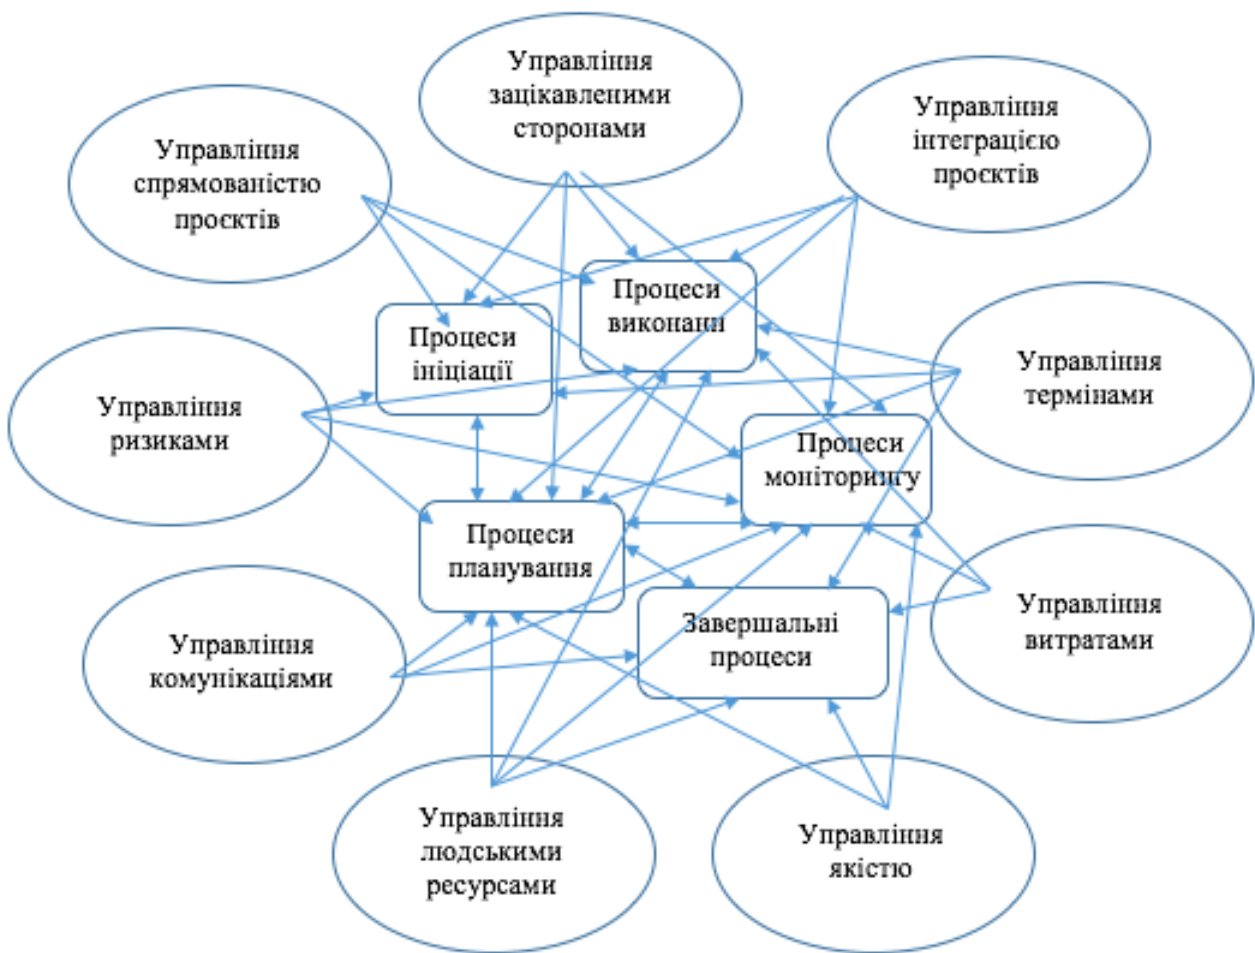 Управління
зацікавленими
сторонами
Управління
інтеграцією
проєктів
Управління
спрямованістю
проєктів
Процеси
виконанн
Процеси
ініціації
Управління
термінами
Управління
ризиками
Процеси
моніторингу
Процеси
планування
Управління
витратами
Завершальні
процеси
Управління
комунікаціями
Управління
людськими
ресурсами
Управління
якістю